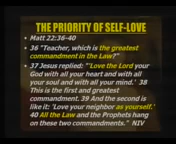 THE PRIORITY OF SELF-LOVE
• Matt 22:36-40
• 36 "Teacher, which is the greatest
commandment in the Law?"
• 37 Jesus replied: "'Love the Lord your
God with all your heart and with all
your soul and with all your mind.' 38
This is the first and greatest
commandment. 39 And the second is
like it: 'Love your neighbor as yourself.'
40 All the Law and the Prophets hang
on these two commandments." NIV